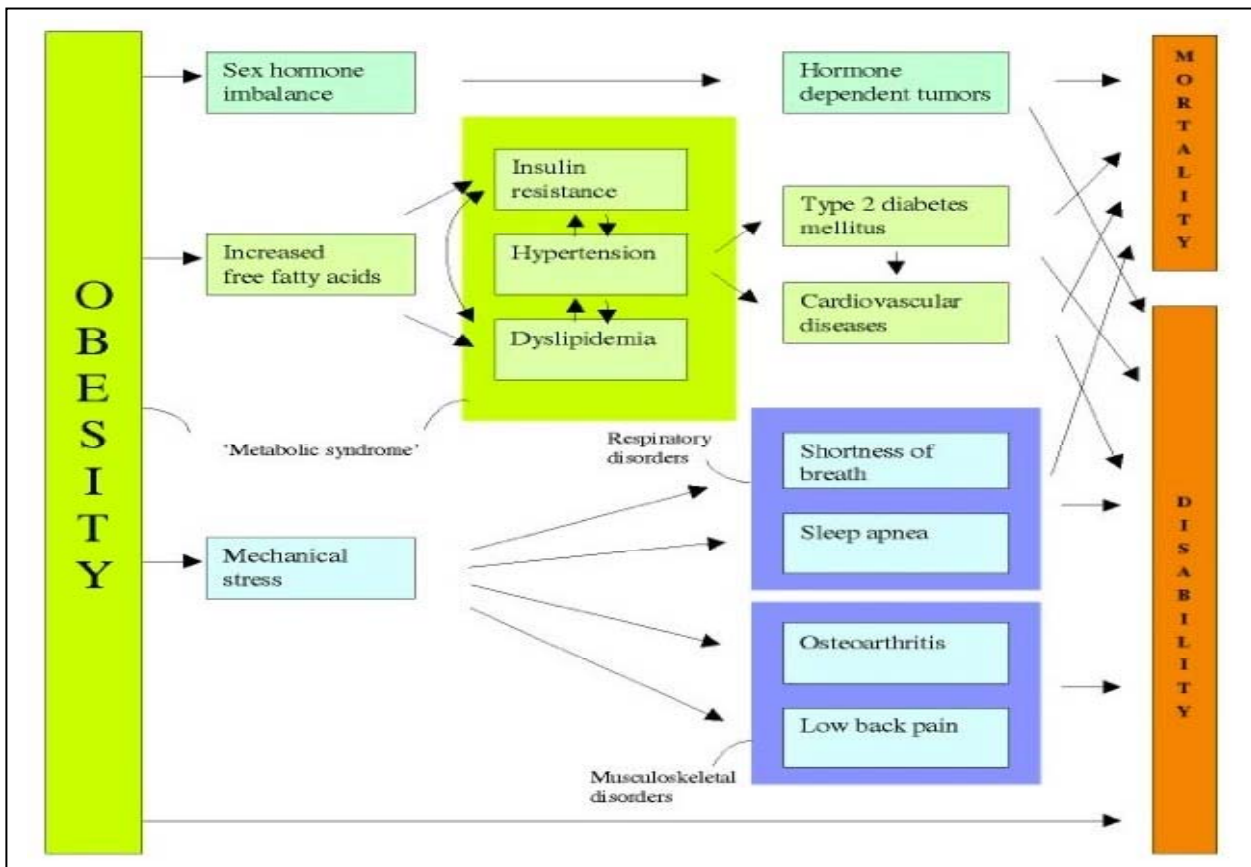 OBESITY
Sex hormone
imbalance
Hormone
dependent tumors
MORTALITY
Insulin
resistance
Increased
free fatty acids
Hypertension
Dyslipidemia
Type 2 diabetes
mellitus
Cardiovascular
diseases
'Metabolic syndrome'
Respiratory
disorders
Shortness of
breath
Sleep apnea
Mechanical
stress
Osteoarthritis
Low back pain
Musculoskeletal
disorders
DISABILITY